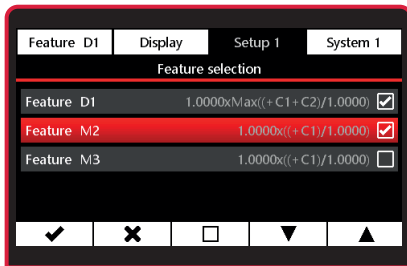 Feature D1 Display Setup 1 System 1
Feature selection
Feature D1 1.0000xMax((+C1+C2)/1.0000)
Feature M2 1.0000x((+C1)/1.0000)
Feature M3 1.0000x((+C1)/1.0000)